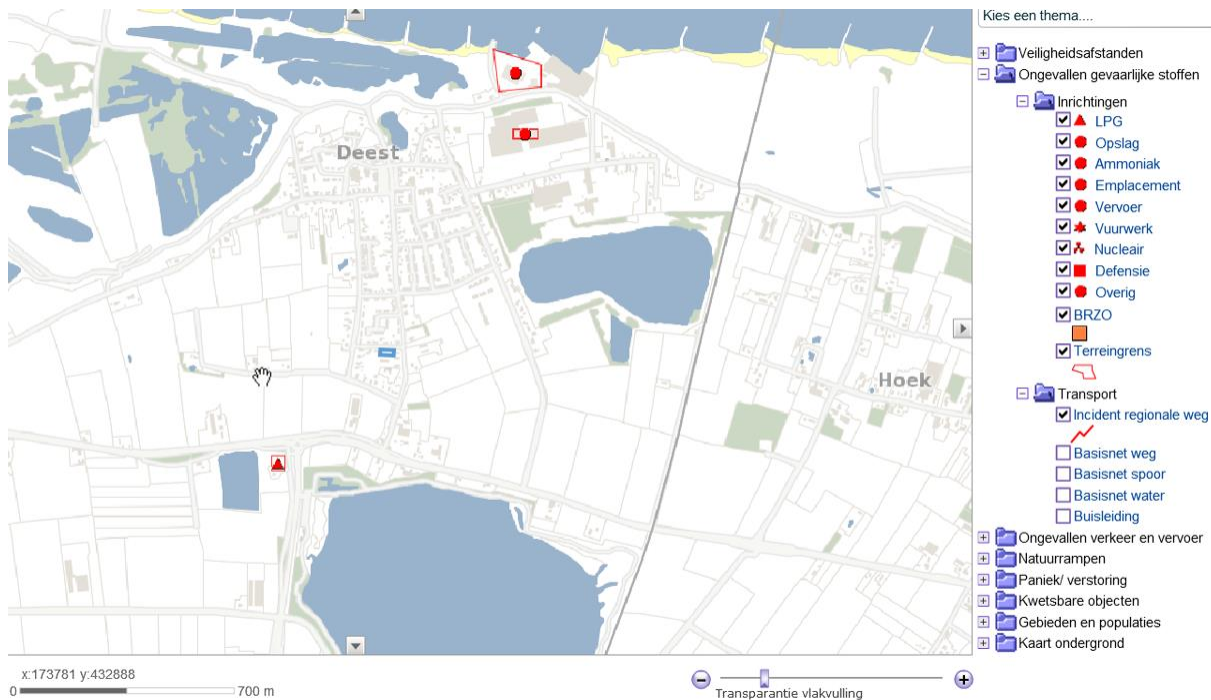 Kies een thema....
Veiligheidsafstanden
Ongevallen gevaarlijke stoffen
Inrichtingen
LPG
Opslag
Ammoniak
Emplacement
Vervoer
Vuurwerk
Nucleair
Defensie
Overig
BRZO
Terreingrens
Transport
Incident regionale weg
Basisnet weg
Basisnet spoor
Basisnet water
Buisleiding
Ongevallen verkeer en vervoer
Natuurrampen
Paniek/ verstoring
Kwetsbare objecten
Gebieden en populaties
Kaart ondergrond
Deest
Hoek
x:173781 y:432888
0 700 m
Transparantie vlakvulling